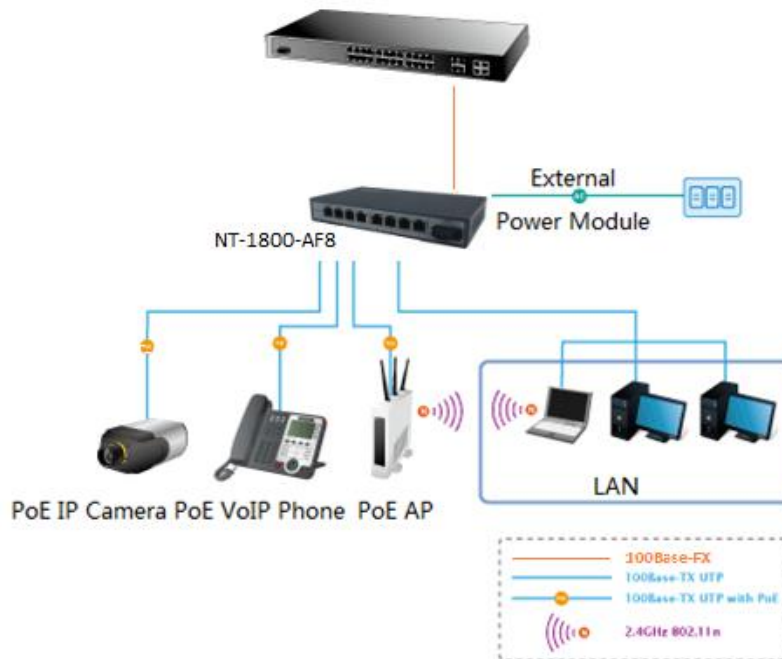 External
Power Module
NT-1800-AF8
LAN
PoE IP Camera PoE VoIP Phone PoE AP
100Base-FX
100Base-TX UTP
100Base-TX UTP with PoE
2.4GHz 802.11n